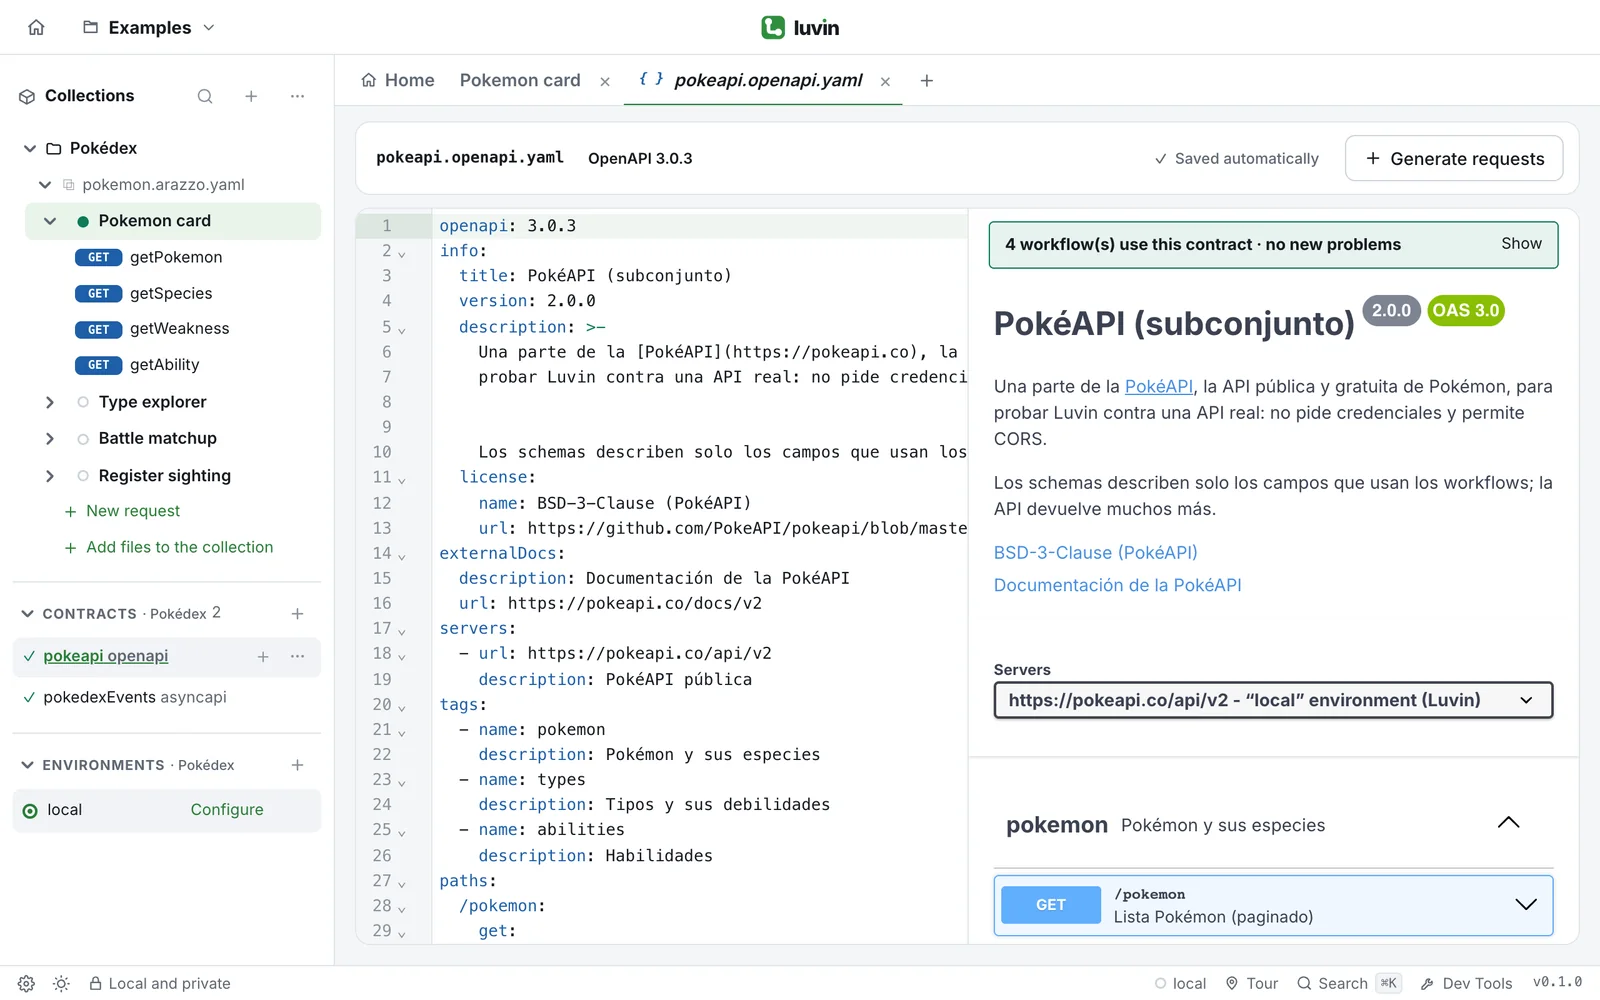 Examples
luvin
Collections
Home
Pokemon card
{ } pokeapi.openapi.yaml
Pokédex
pokemon.arazzo.yaml
Pokemon card
GET getPokemon
GET getSpecies
GET getWeakness
GET getAbility
Type explorer
Battle matchup
Register sighting
+ New request
+ Add files to the collection
CONTRACTS · Pokédex 2
pokeapi openapi
pokedexEvents asyncapi
ENVIRONMENTS · Pokédex
local
Configure
pokeapi.openapi.yaml
OpenAPI 3.0.3
Saved automatically
+ Generate requests
1 openapi: 3.0.3
2 info:
3 title: PokéAPI (subconjunto)
4 version: 2.0.0
5 description: >-
6 Una parte de la [PokéAPI](https://pokeapi.co), la
7 probar Luvin contra una API real: no pide credenci
8
9
10 Los schemas describen solo los campos que usan los
11 license:
12 name: BSD-3-Clause (PokéAPI)
13 url: https://github.com/PokeAPI/pokeapi/blob/maste
14 externalDocs:
15 description: Documentación de la PokéAPI
16 url: https://pokeapi.co/docs/v2
17 servers:
18 - url: https://pokeapi.co/api/v2
19 description: PokéAPI pública
20 tags:
21 - name: pokemon
22 description: Pokémon y sus especies
23 - name: types
24 description: Tipos y sus debilidades
25 - name: abilities
26 description: Habilidades
27 paths:
28 /pokemon:
29 get:
4 workflow(s) use this contract · no new problems
Show
PokéAPI (subconjunto) 2.0.0 OAS 3.0
Una parte de la PokéAPI, la API pública y gratuita de Pokémon, para
probar Luvin contra una API real: no pide credenciales y permite
CORS.
Los schemas describen solo los campos que usan los workflows; la
API devuelve muchos más.
BSD-3-Clause (PokéAPI)
Documentación de la PokéAPI
Servers
https://pokeapi.co/api/v2 - “local” environment (Luvin)
pokemon Pokémon y sus especies
GET
/pokemon
Lista Pokémon (paginado)
Local and private
local
Tour
Search ⌘K
Dev Tools
v0.1.0